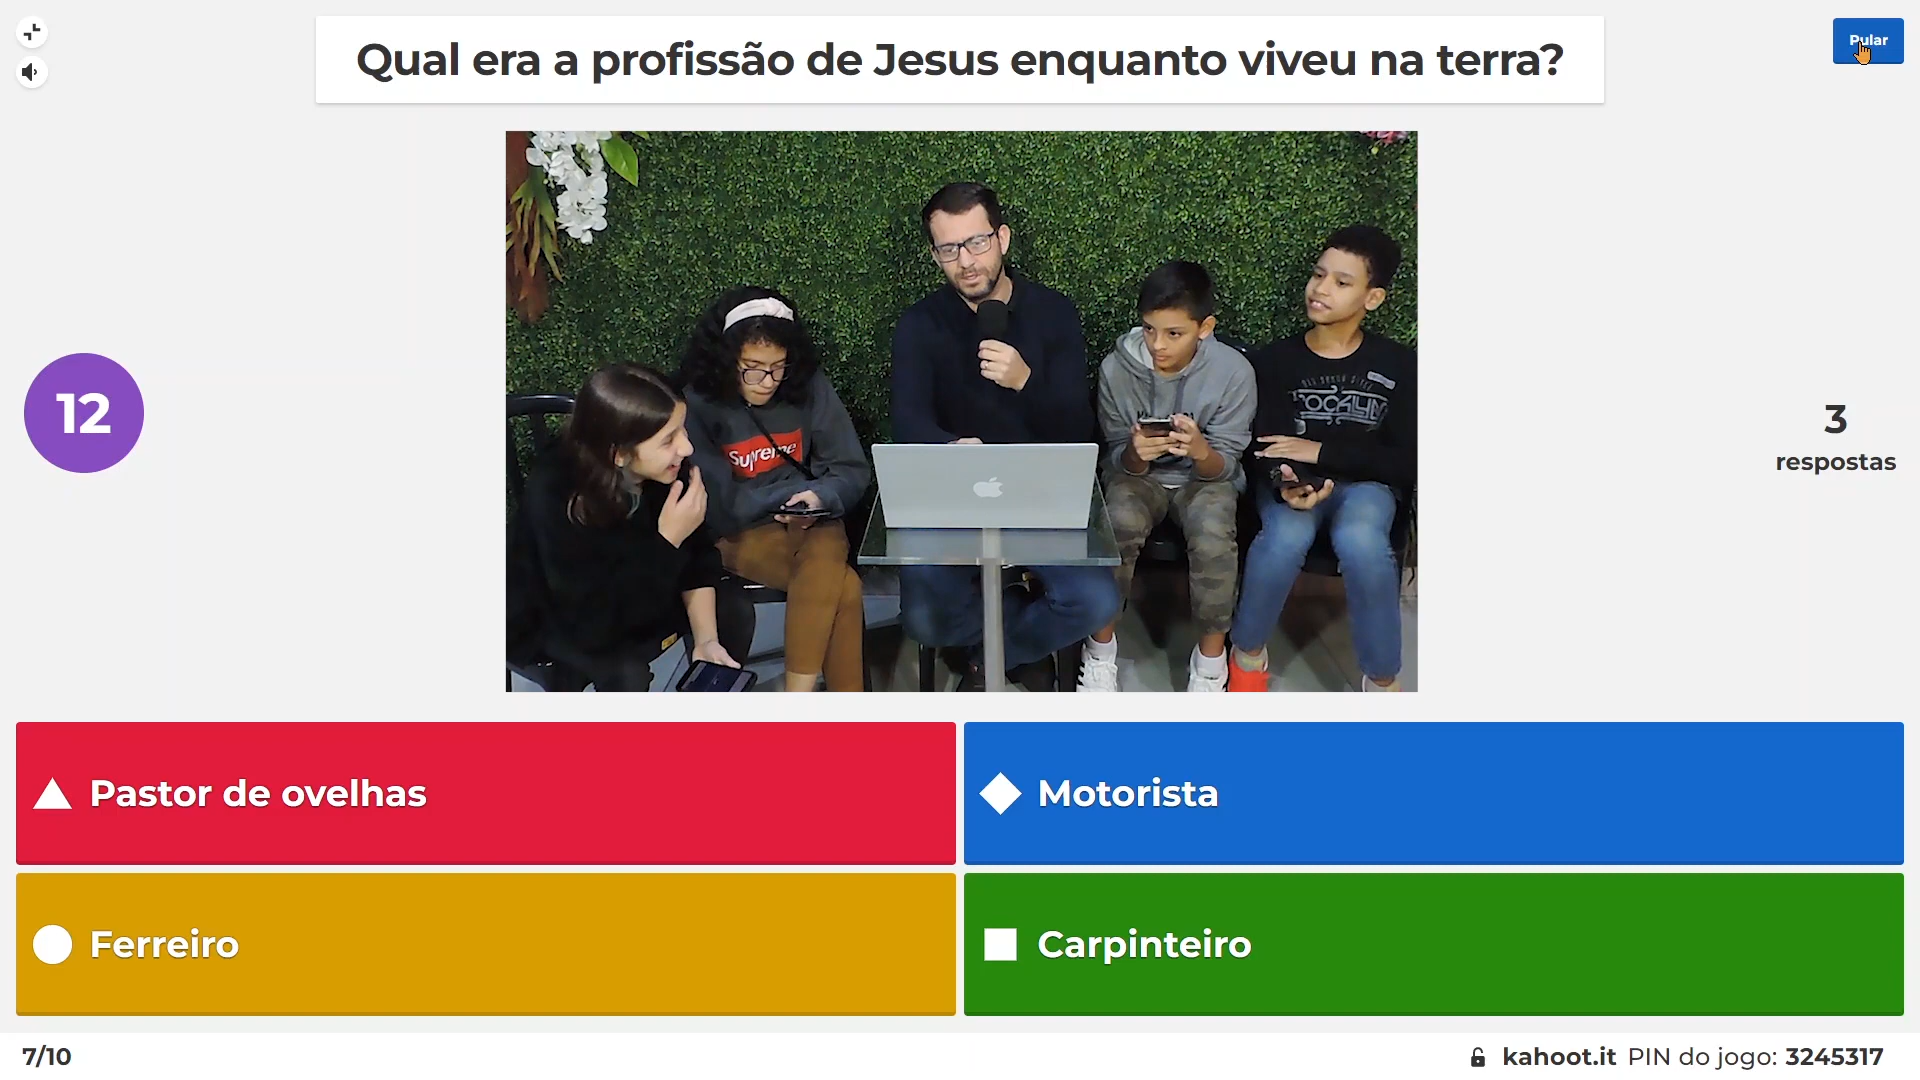 Qual era a profissão de Jesus enquanto viveu na terra?
Pular
Supreme
12
3
respostas
Pastor de ovelhas
Motorista
Ferreiro
Carpinteiro
7/10
kahoot.it PIN do jogo: 3245317